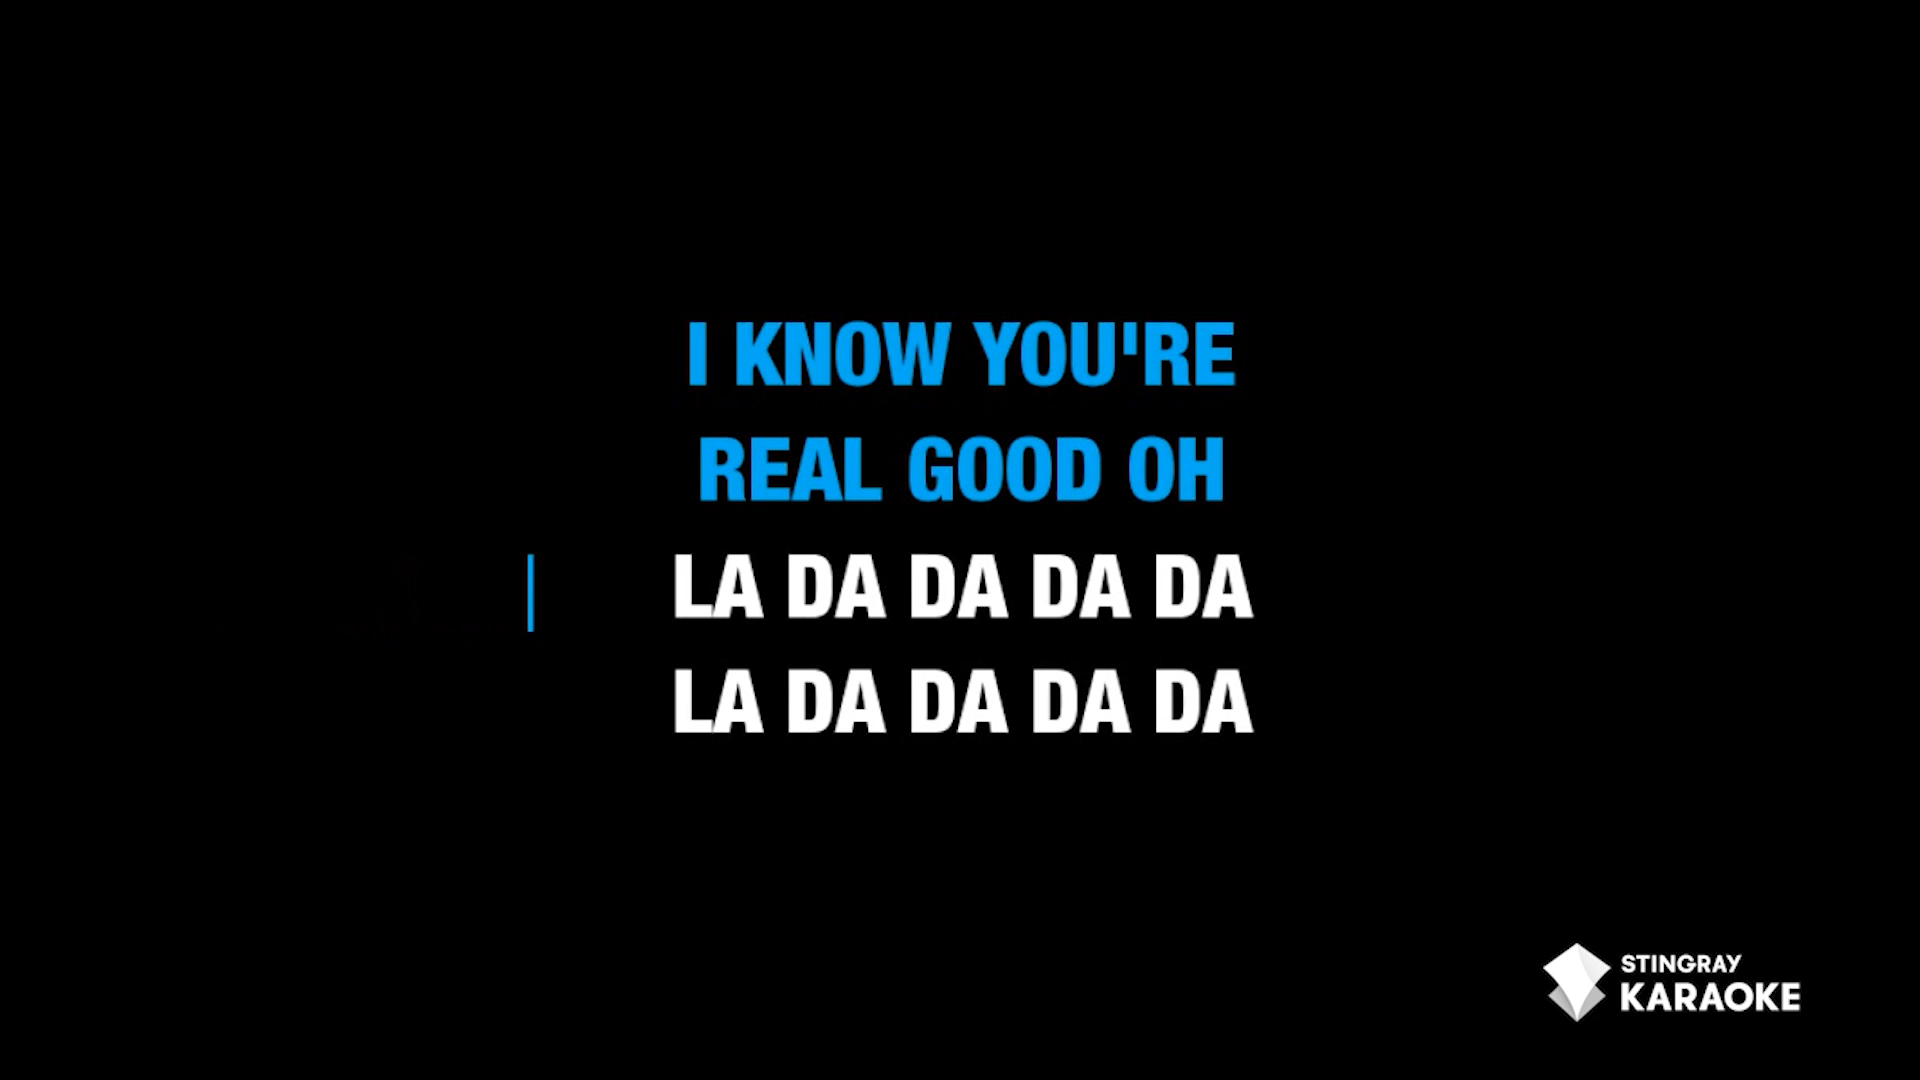 I KNOW YOU'RE
REAL GOOD OH
LA DA DA DA DA
LA DA DA DA DA
STINGRAY
KARAOKE